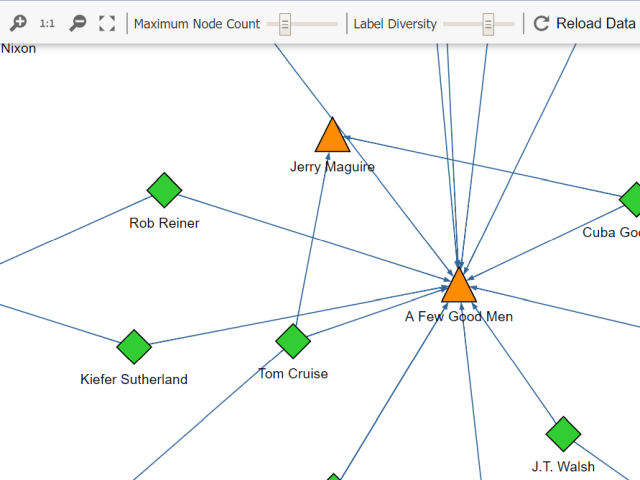 1:1 Maximum Node Count Label Diversity Reload Data
Nixon
Jerry Maguire
Rob Reiner
Cuba Goo
A Few Good Men
Kiefer Sutherland
Tom Cruise
J.T. Walsh